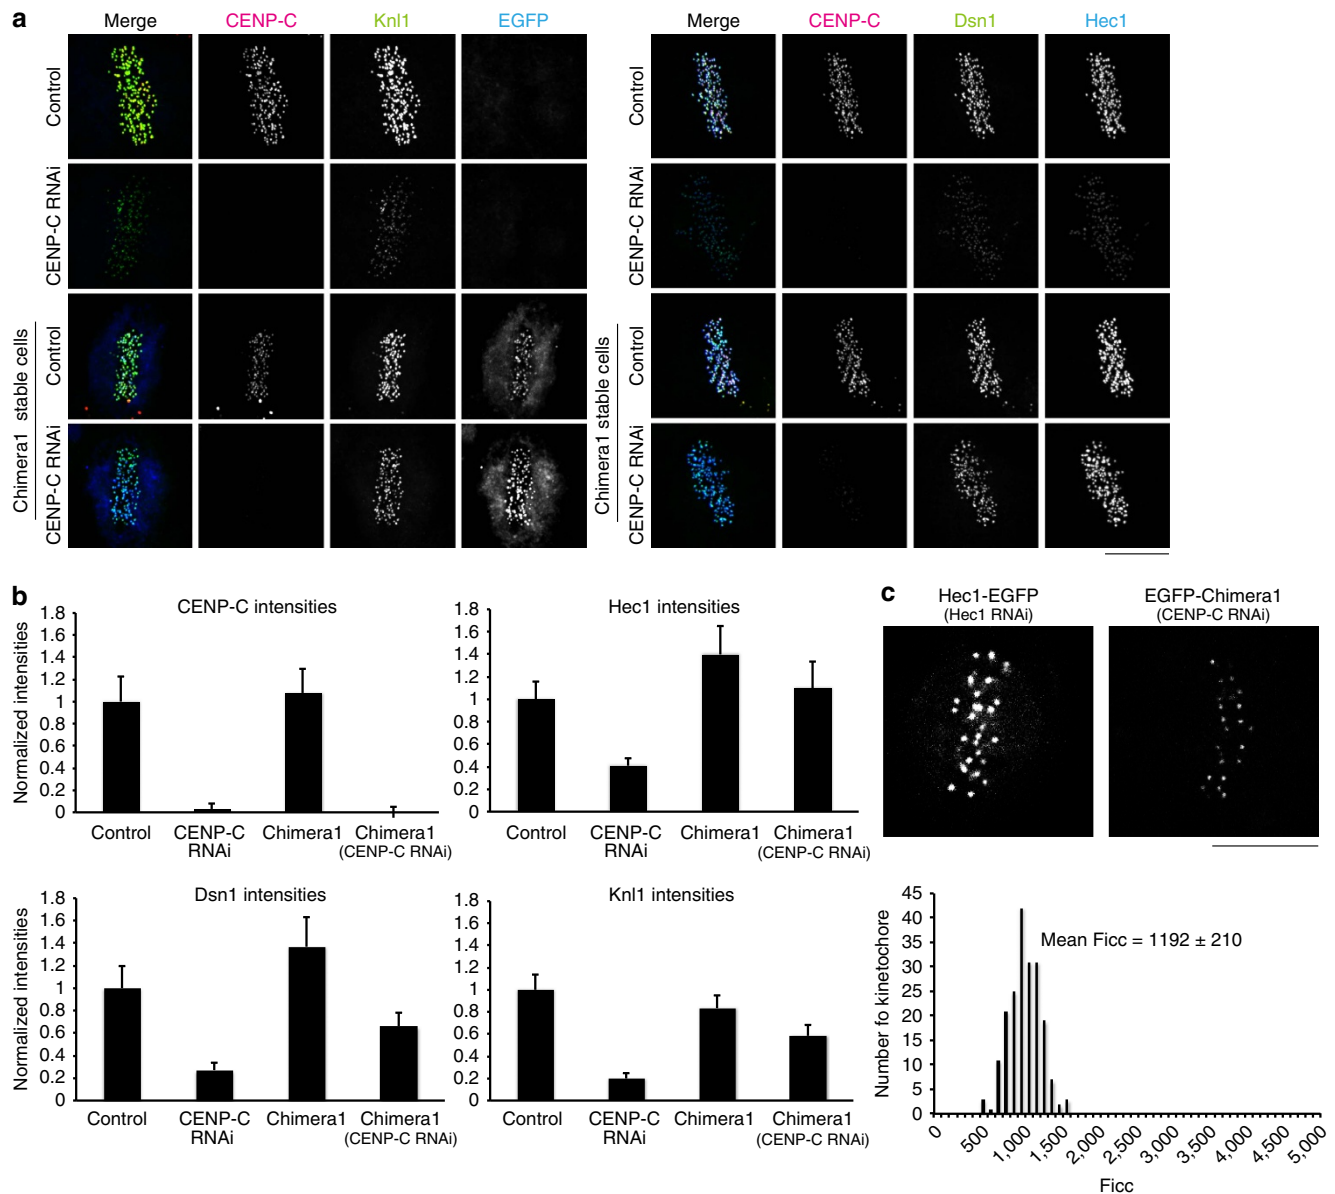 a
Merge CENP-C Knl1 EGFP
Merge CENP-C Dsn1 Hec1
Control
CENP-C RNAi
Control
CENP-C RNAi
Chimera1 stable cells
Control
CENP-C RNAi
Control
CENP-C RNAi
Chimera1 stable cells
b
CENP-C intensities
Normalized intensities
1.8
1.6
1.4
1.2
1
0.8
0.6
0.4
0.2
0
Control CENP-C Chimera1 Chimera1
RNAi (CENP-C RNAi)
Hec1 intensities
1.8
1.6
1.4
1.2
1
0.8
0.6
0.4
0.2
0
Control CENP-C Chimera1 Chimera1
RNAi (CENP-C RNAi)
Dsn1 intensities
Normalized intensities
1.8
1.6
1.4
1.2
1
0.8
0.6
0.4
0.2
0
Control CENP-C Chimera1 Chimera1
RNAi (CENP-C RNAi)
Knl1 intensities
1.8
1.6
1.4
1.2
1
0.8
0.6
0.4
0.2
0
Control CENP-C Chimera1 Chimera1
RNAi (CENP-C RNAi)
c
Hec1-EGFP
(Hec1 RNAi)
EGFP-Chimera1
(CENP-C RNAi)
Number fo kinetochore
45
40
35
30
25
20
15
10
5
0
Mean Ficc = 1192 ± 210
0 500 1,000 1,500 2,000 2,500 3,000 3,500 4,000 4,500 5,000
Ficc